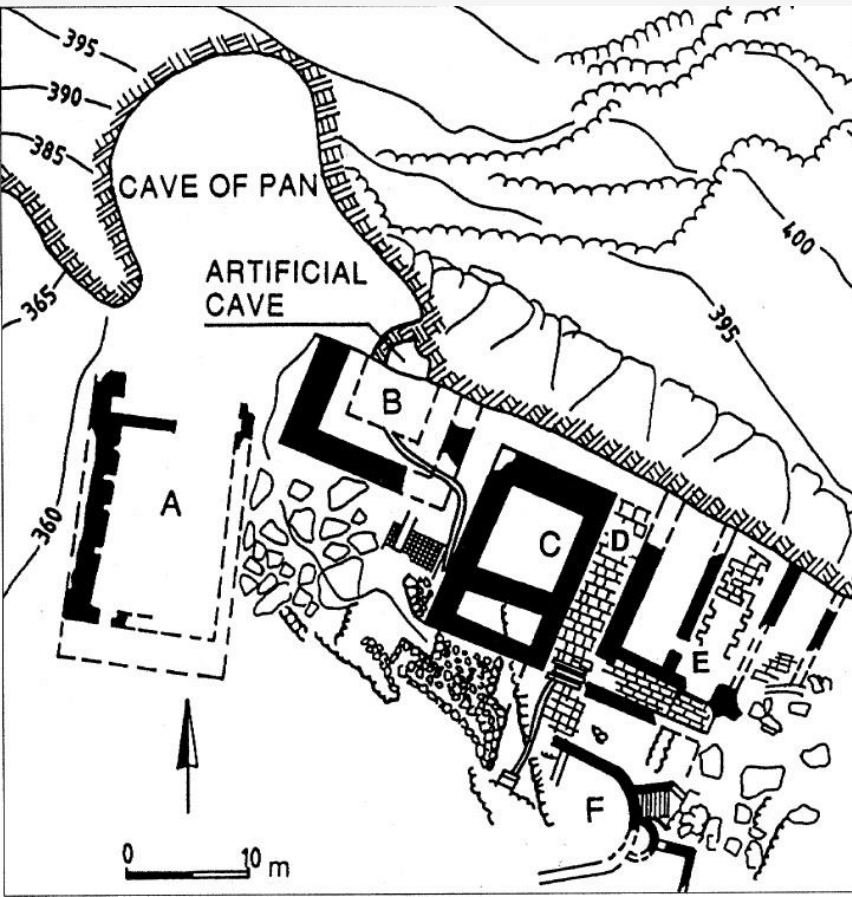 395
390
385
CAVE OF PAN
400
ARTIFICIAL
CAVE
365
395
B
A
C
D
360
E
F
0 10 m